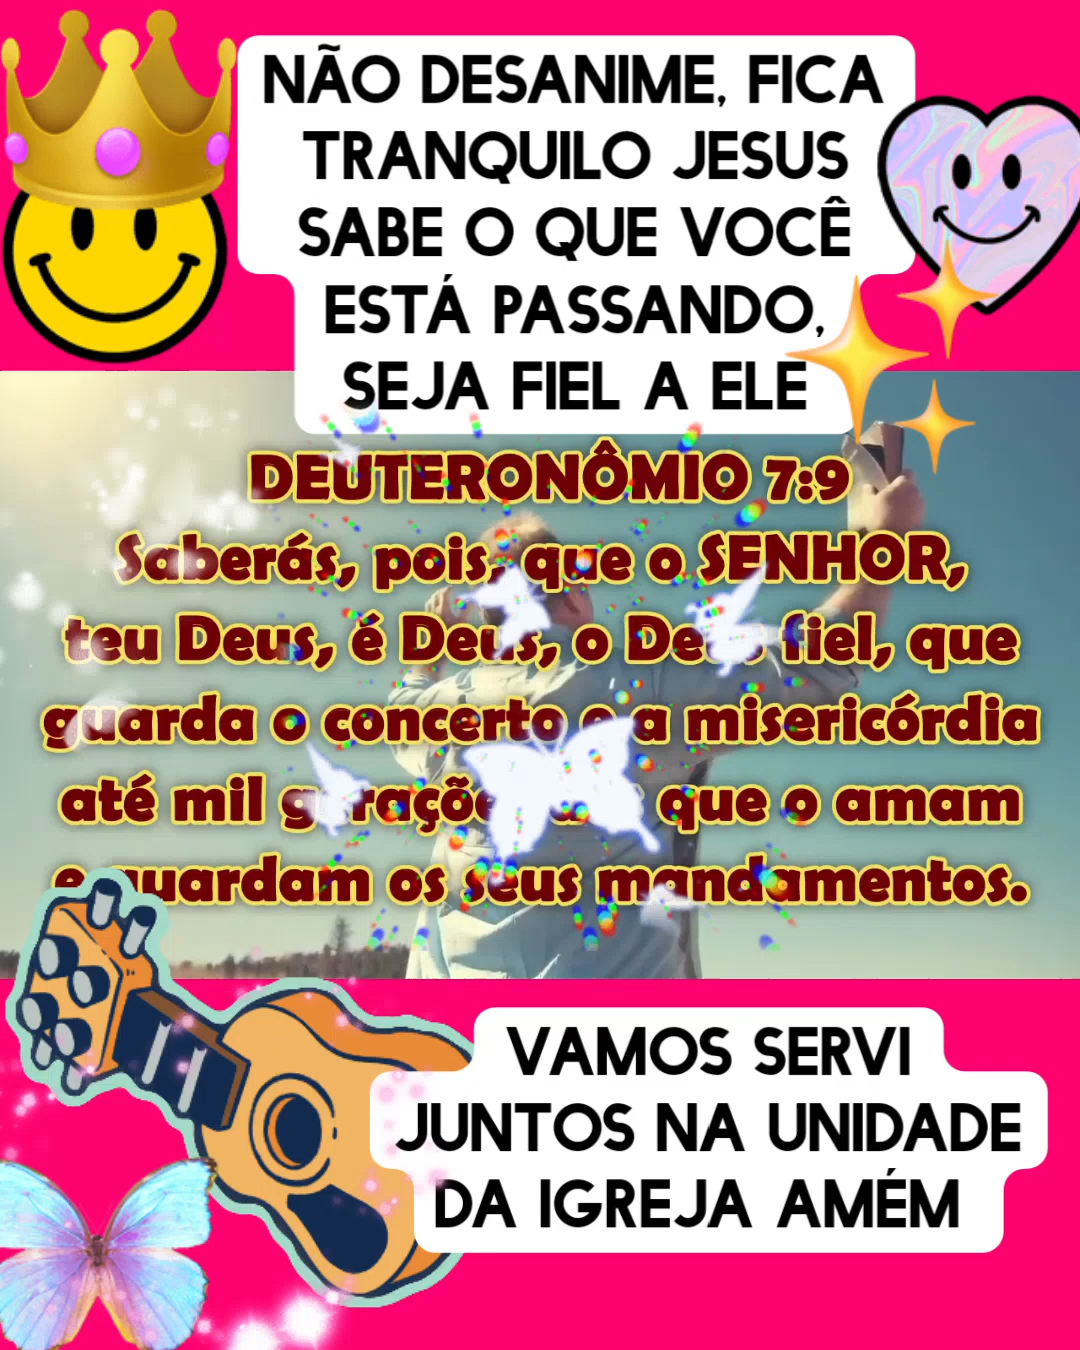 NÃO DESANIME, FICA
TRANQUILO JESUS
SABE O QUE VOCÊ
ESTÁ PASSANDO,
SEJA FIEL A ELE
DEUTERONÔMIO 7:9
Saberás, pois, que o SENHOR,
teu Deus, é Deus, o Deus fiel, que
guarda o concerto e a misericórdia
até mil gerações que o amam
e guardam os seus mandamentos.
VAMOS SERVI
JUNTOS NA UNIDADE
DA IGREJA AMÉM